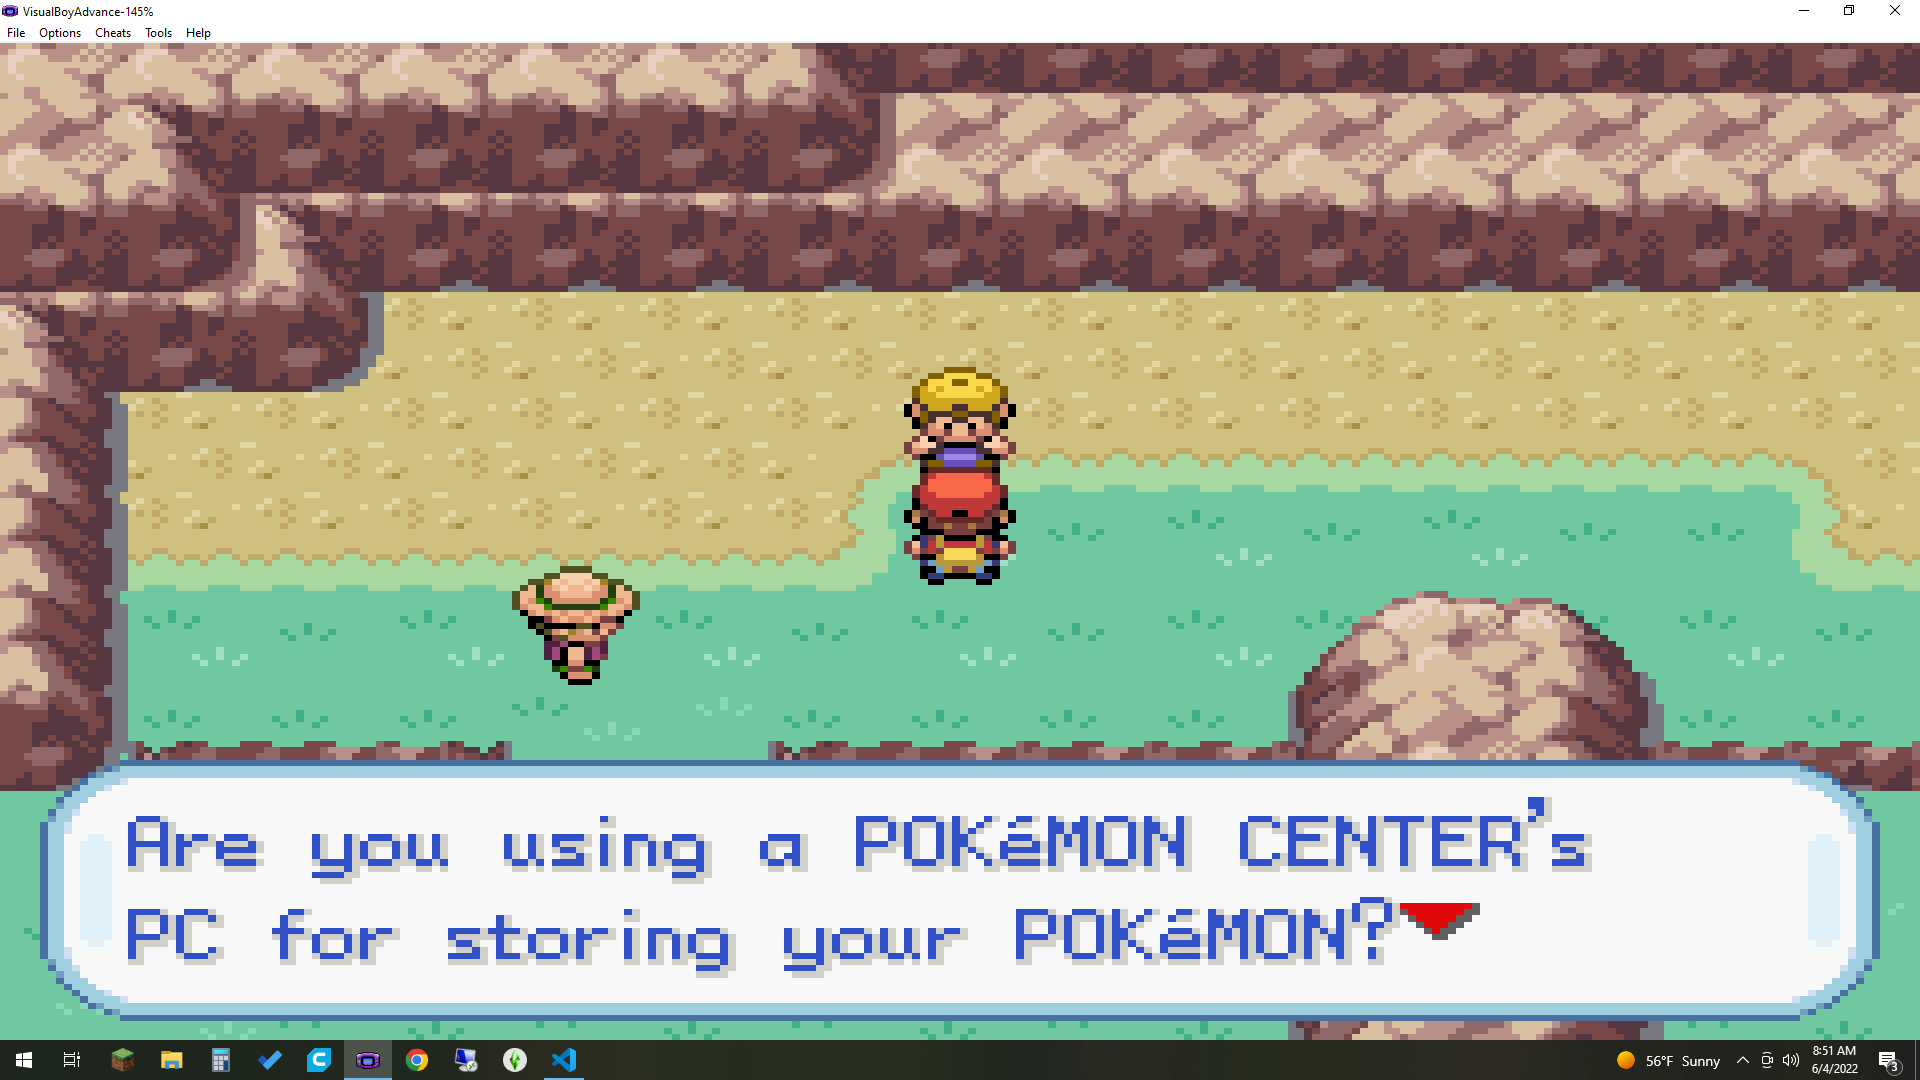 VisualBoyAdvance-145%
File Options Cheats Tools Help
Are you using a POKéMON CENTER's
PC for storing your POKéMON?
56°F Sunny
8:51 AM
6/4/2022
3